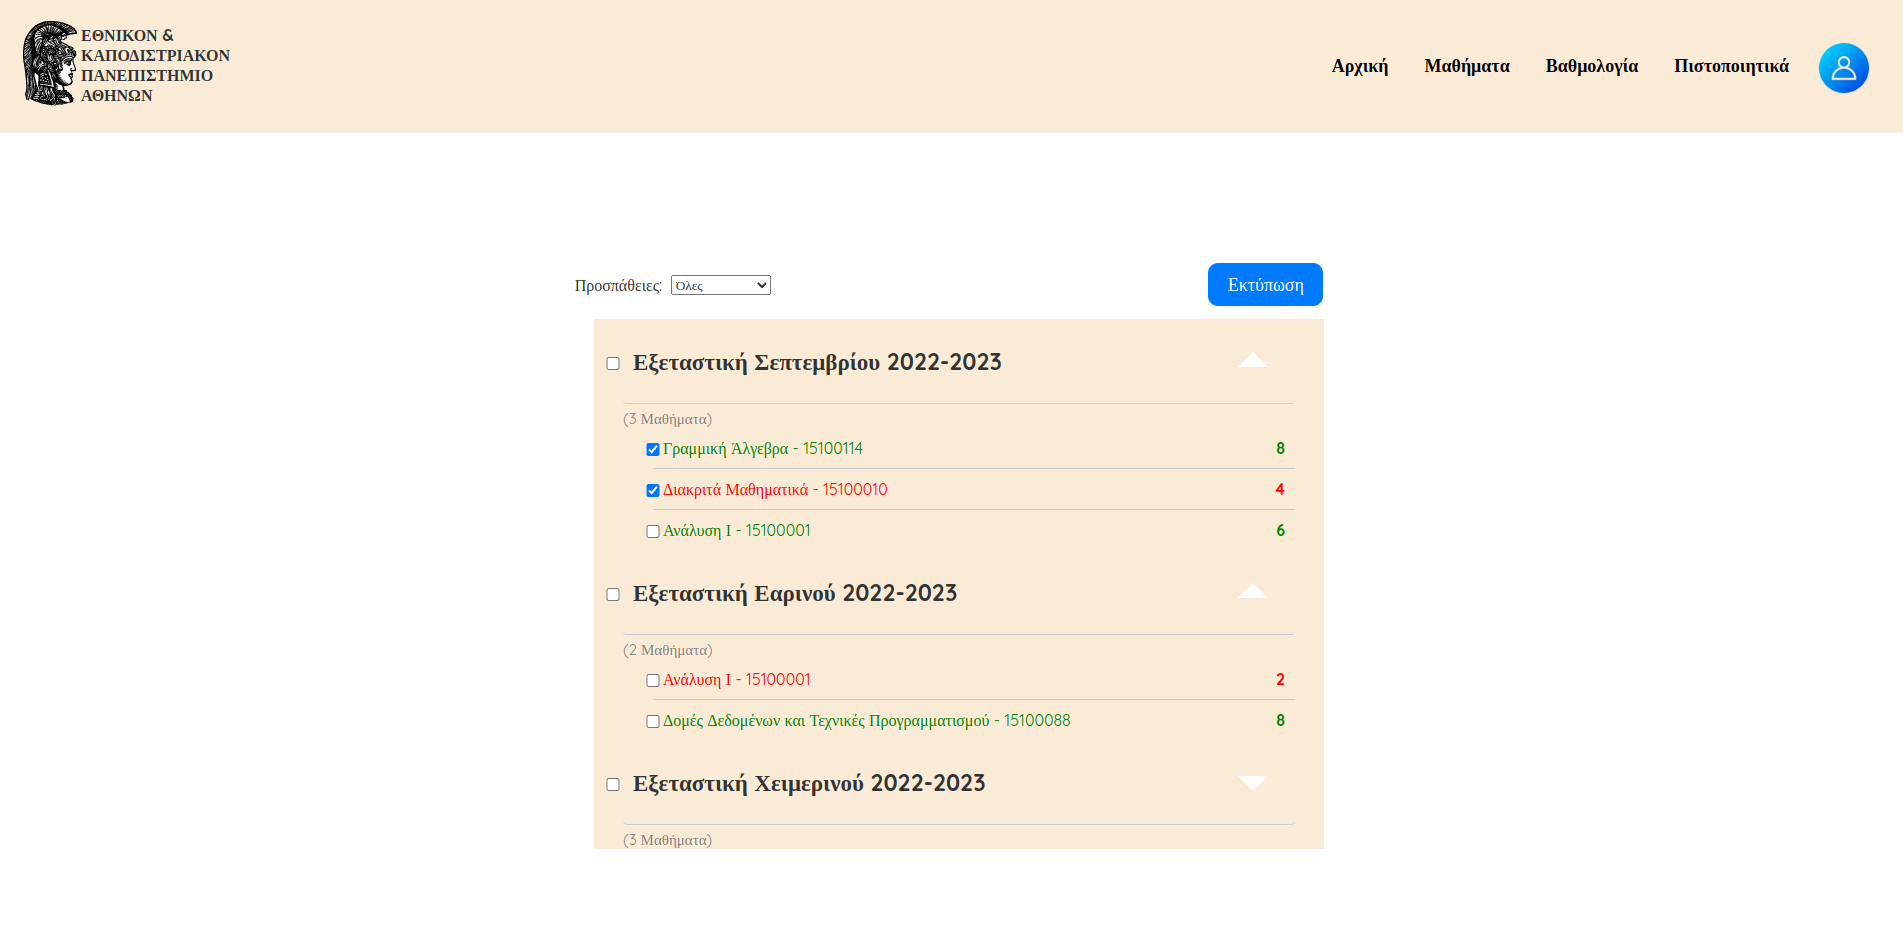 ΕΘΝΙΚΟΝ &
ΚΑΠΟΔΙΣΤΡΙΑΚΟΝ
ΠΑΝΕΠΙΣΤΗΜΙΟ
ΑΘΗΝΩΝ
Αρχική Μαθήματα Βαθμολογία Πιστοποιητικά
Προσπάθειες: Όλες Εκτύπωση
Εξεταστική Σεπτεμβρίου 2022-2023
(3 Μαθήματα)
Γραμμική Άλγεβρα - 15100114 8
Διακριτά Μαθηματικά - 15100010 4
Ανάλυση Ι - 15100001 6
Εξεταστική Εαρινού 2022-2023
(2 Μαθήματα)
Ανάλυση Ι - 15100001 2
Δομές Δεδομένων και Τεχνικές Προγραμματισμού - 15100088 8
Εξεταστική Χειμερινού 2022-2023
(3 Μαθήματα)